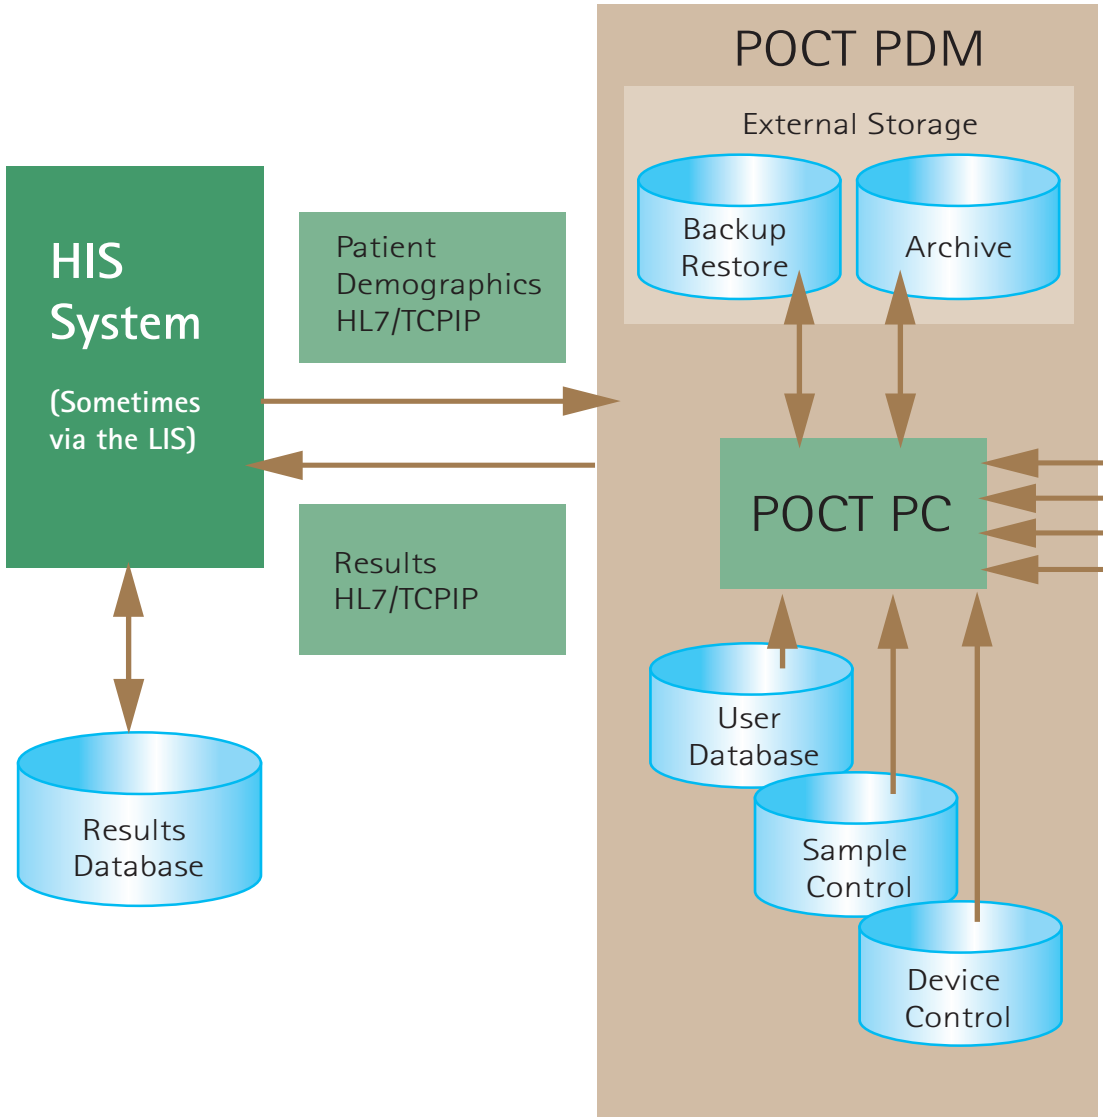 POCT PDM
External Storage
Backup
Restore
Archive
HIS
System
(Sometimes
via the LIS)
Patient
Demographics
HL7/TCPIP
Results
HL7/TCPIP
POCT PC
Results
Database
User
Database
Sample
Control
Device
Control